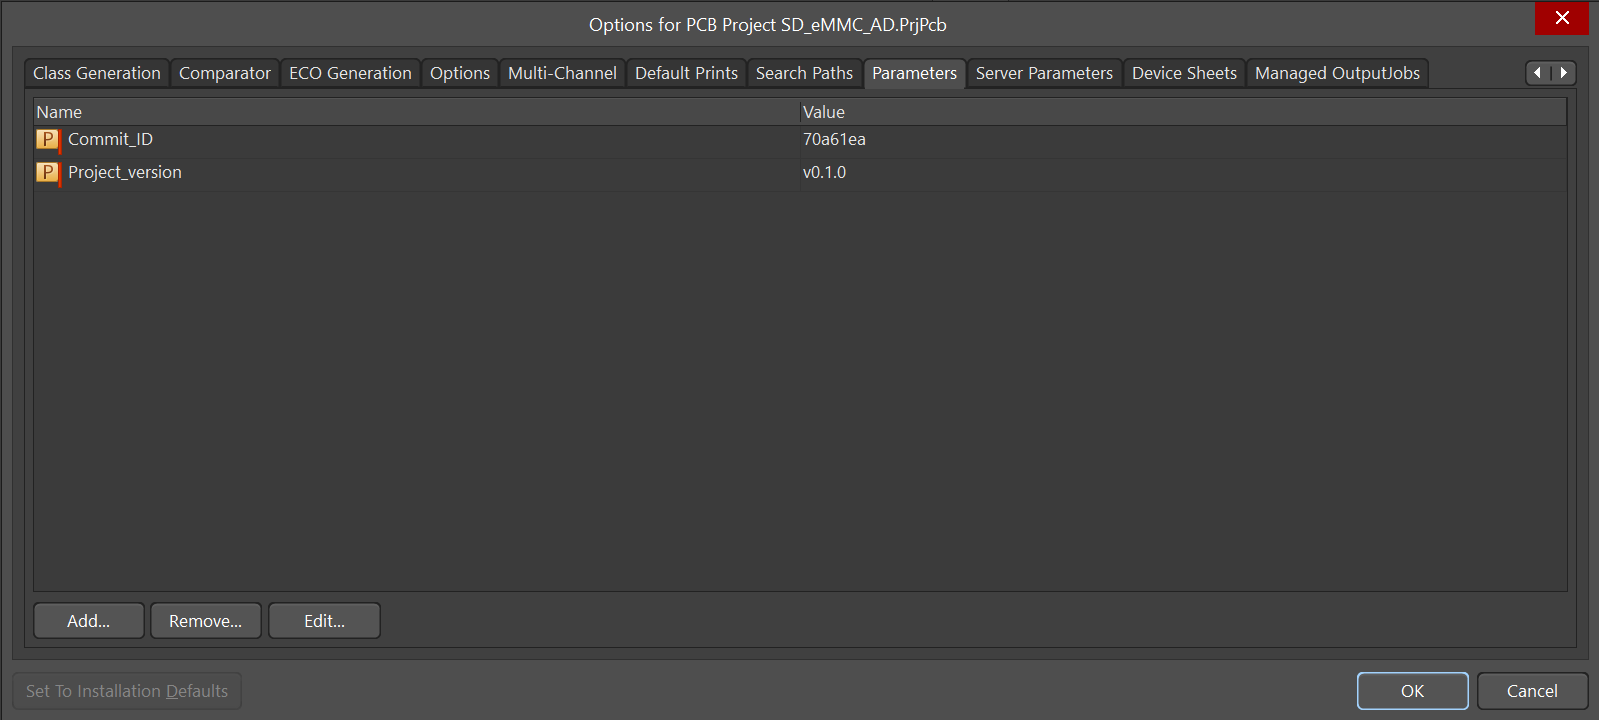 Options for PCB Project SD_eMMC_AD.PrjPcb
Class Generation Comparator ECO Generation Options Multi-Channel Default Prints Search Paths Parameters Server Parameters Device Sheets Managed OutputJobs
Name Value
P Commit_ID 70a61ea
P Project_version v0.1.0
Add... Remove... Edit...
Set To Installation Defaults OK Cancel